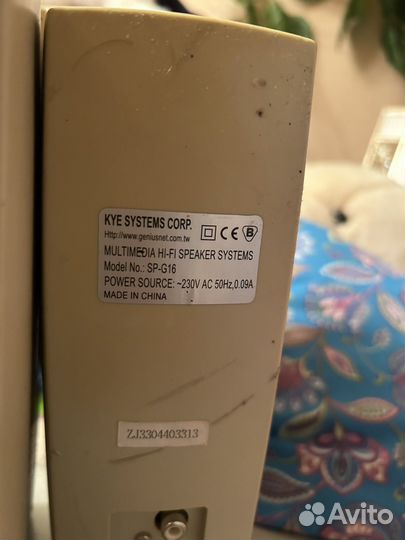 KYE SYSTEMS CORP.
Http://www.geniusnet.com.tw
CE B
MULTIMEDIA HI-FI SPEAKER SYSTEMS
Model No.: SP-G16
POWER SOURCE: ~230V AC 50Hz,0.09A
MADE IN CHINA
ZJ3304403313
Avito